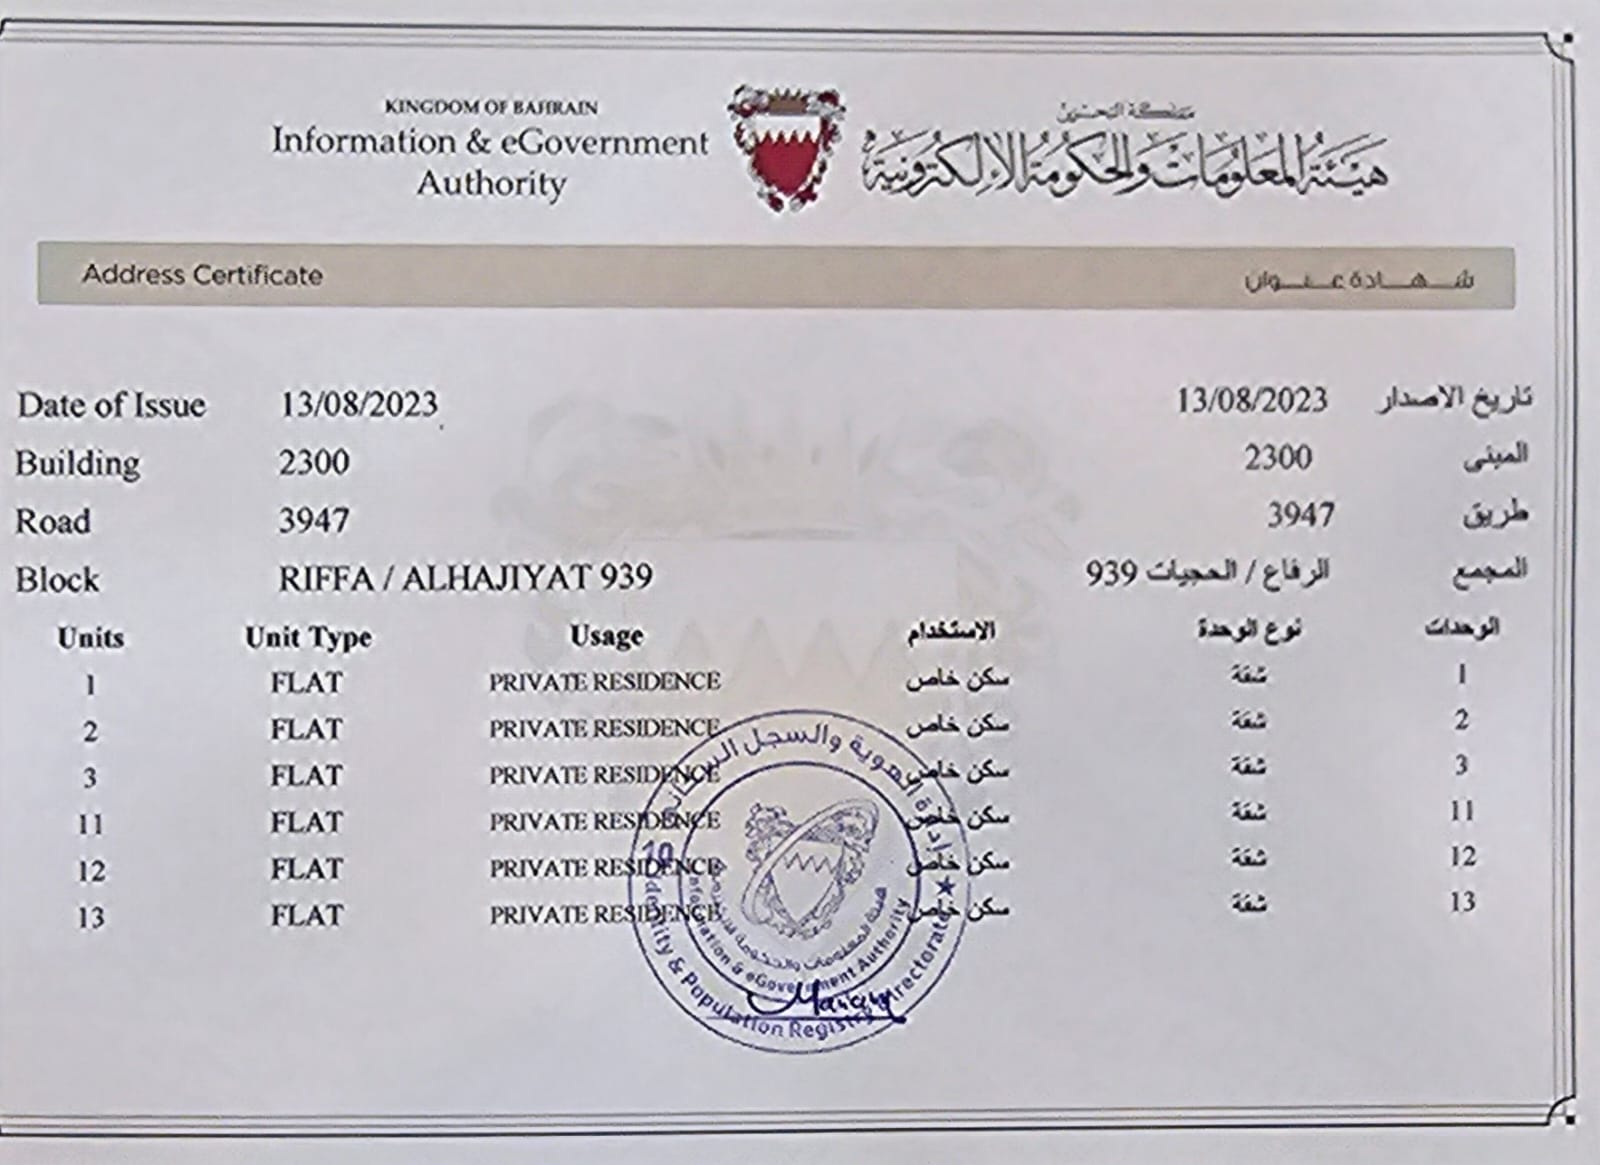 KINGDOM OF BAHRAIN
Information & eGovernment
Authority
مملكة البحرين
هيئة المعلومات والحكومة الإلكترونية
Address Certificate شهادة عنوان
Date of Issue 13/08/2023 13/08/2023 تاريخ الاصدار
Building 2300 2300 المبنى
Road 3947 3947 طريق
Block RIFFA / ALHAJIYAT 939 الرفاع / الحجيات 939 المجمع
Units Unit Type Usage الاستخدام نوع الوحدة الوحدات
1 FLAT PRIVATE RESIDENCE سكن خاص شقة 1
2 FLAT PRIVATE RESIDENCE سكن خاص شقة 2
3 FLAT PRIVATE RESIDENCE سكن خاص شقة 3
11 FLAT PRIVATE RESIDENCE سكن خاص شقة 11
12 FLAT PRIVATE RESIDENCE سكن خاص شقة 12
13 FLAT PRIVATE RESIDENCE سكن خاص شقة 13
إدارة الهوية والسجل السكاني
19
هيئة المعلومات والحكومة الإلكترونية
Information & eGovernment Authority
Identity & Population Registry Directorate